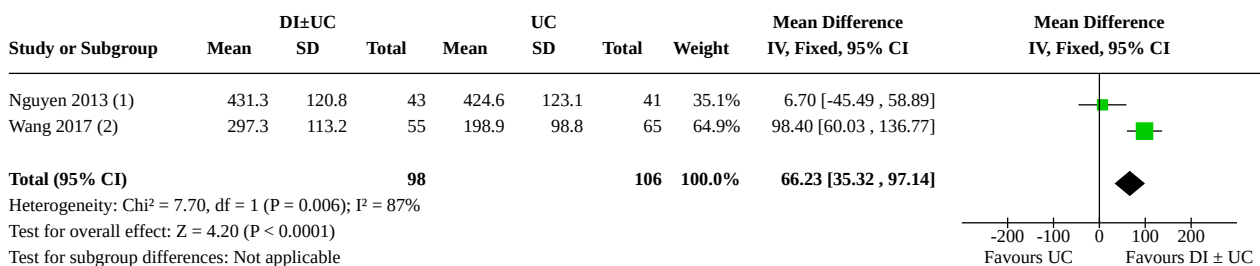 DI±UC UC Mean Difference Mean Difference
Study or Subgroup Mean SD Total Mean SD Total Weight IV, Fixed, 95% CI IV, Fixed, 95% CI
Nguyen 2013 (1) 431.3 120.8 43 424.6 123.1 41 35.1% 6.70 [-45.49 , 58.89]
Wang 2017 (2) 297.3 113.2 55 198.9 98.8 65 64.9% 98.40 [60.03 , 136.77]
Total (95% CI) 98 106 100.0% 66.23 [35.32 , 97.14]
Heterogeneity: Chi² = 7.70, df = 1 (P = 0.006); I² = 87%
Test for overall effect: Z = 4.20 (P < 0.0001) -200 -100 0 100 200
Test for subgroup differences: Not applicable Favours UC Favours DI ± UC